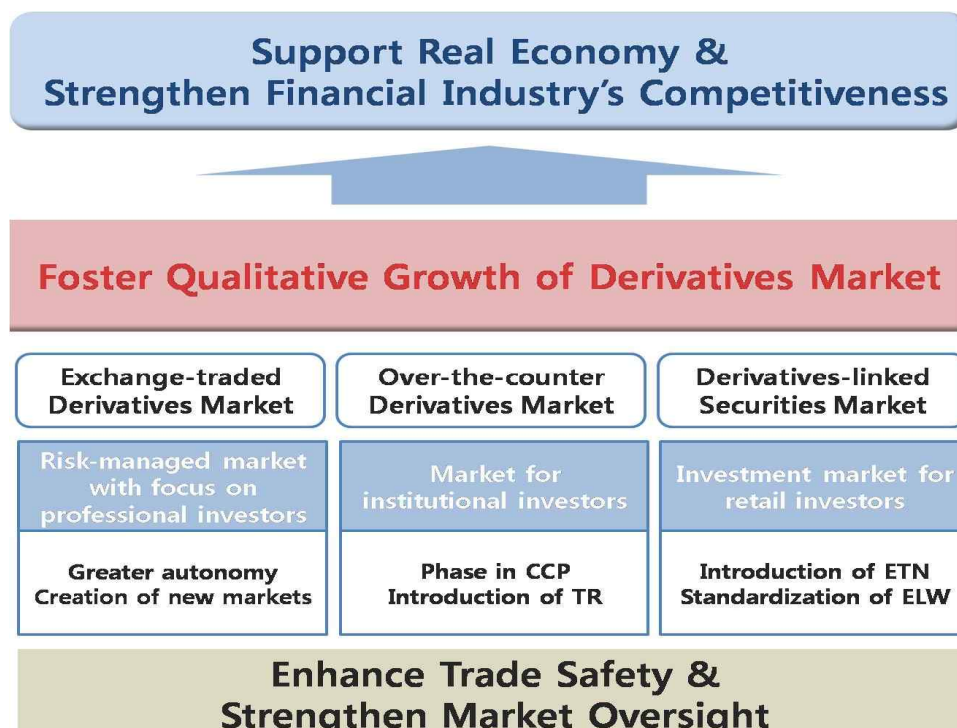 Support Real Economy &
Strengthen Financial Industry's Competitiveness
Foster Qualitative Growth of Derivatives Market
Exchange-traded
Derivatives Market
Over-the-counter
Derivatives Market
Derivatives-linked
Securities Market
Risk-managed market
with focus on
professional investors
Market for
institutional investors
Investment market for
retail investors
Greater autonomy
Creation of new markets
Phase in CCP
Introduction of TR
Introduction of ETN
Standardization of ELW
Enhance Trade Safety &
Strengthen Market Oversight